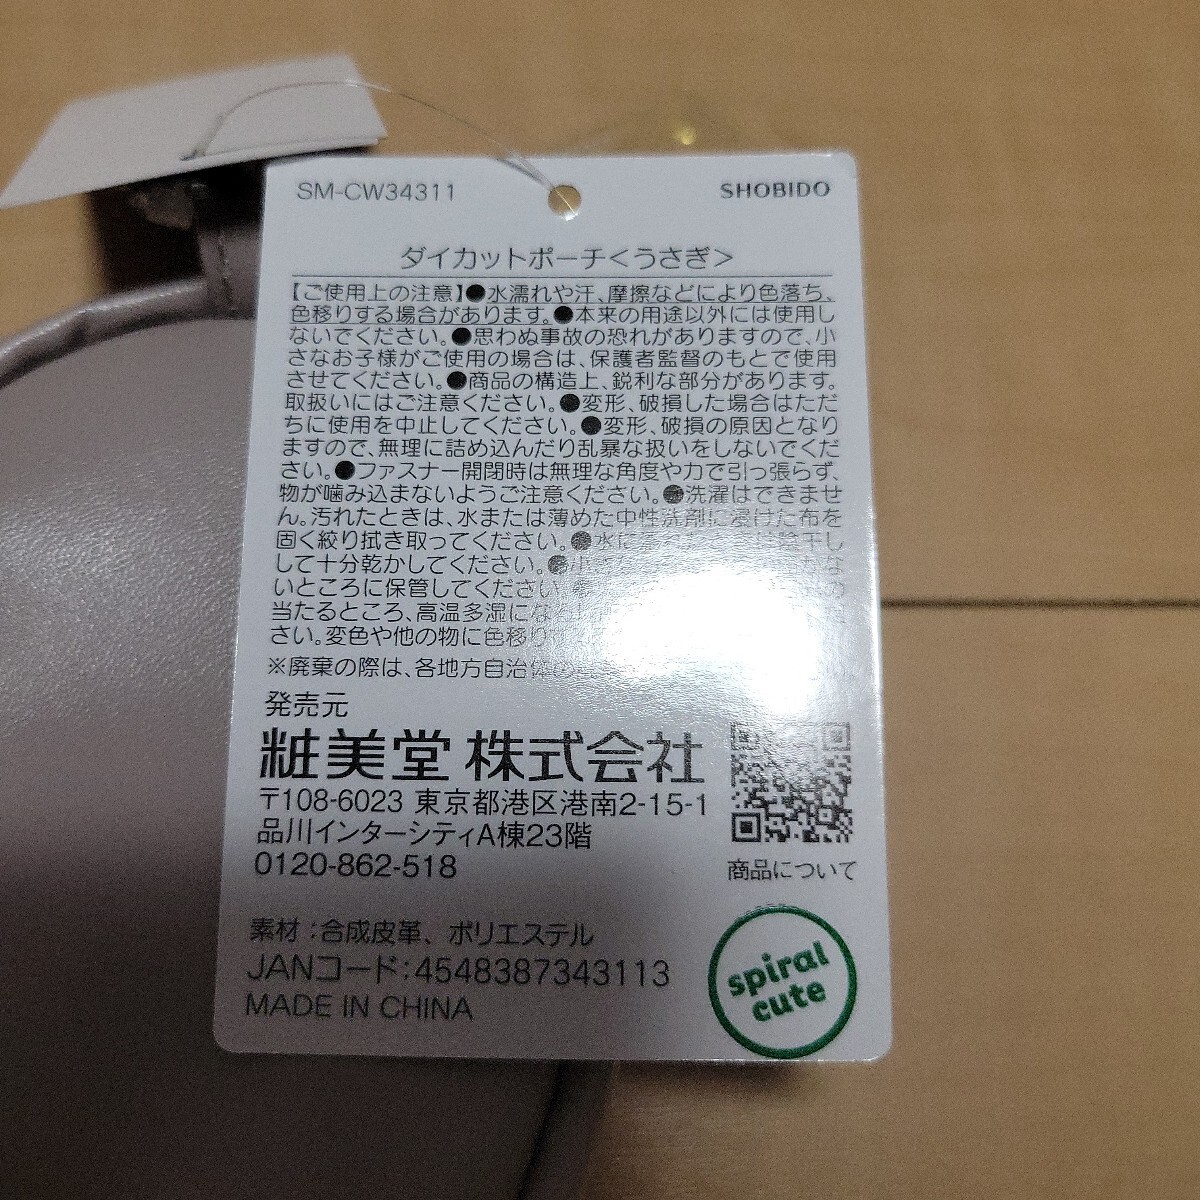 SM-CW34311
SHOBIDO
ダイカットポーチ<うさぎ>
【ご使用上の注意】●水濡れや汗、摩擦などにより色落ち、
色移りする場合があります。●本来の用途以外には使用し
ないでください。●思わぬ事故の恐れがありますので、小
さなお子様がご使用の場合は、保護者監督のもとで使用
させてください。●商品の構造上、鋭利な部分があります。
取扱いにはご注意ください。●変形、破損した場合はただ
ちに使用を中止してください。●変形、破損の原因となり
ますので、無理に詰め込んだり乱暴な扱いをしないでくだ
さい。●ファスナー開閉時は無理な角度や力で引っ張らず、
物が噛み込まないようご注意ください。●洗濯はできませ
ん。汚れたときは、水または薄めた中性洗剤に浸けた布を
固く絞り拭き取ってください。●水に濡れたときは陰干し
して十分乾かしてください。●小さな
いところに保管してください。
当たるところ、高温多湿になる
さい。変色や他の物に色移り
※廃棄の際は、各地方自治体の
発売元
粧美堂 株式会社
〒108-6023 東京都港区港南2-15-1
品川インターシティA棟23階
0120-862-518
商品について
素材：合成皮革、ポリエステル
JANコード：4548387343113
MADE IN CHINA
spiral
cute